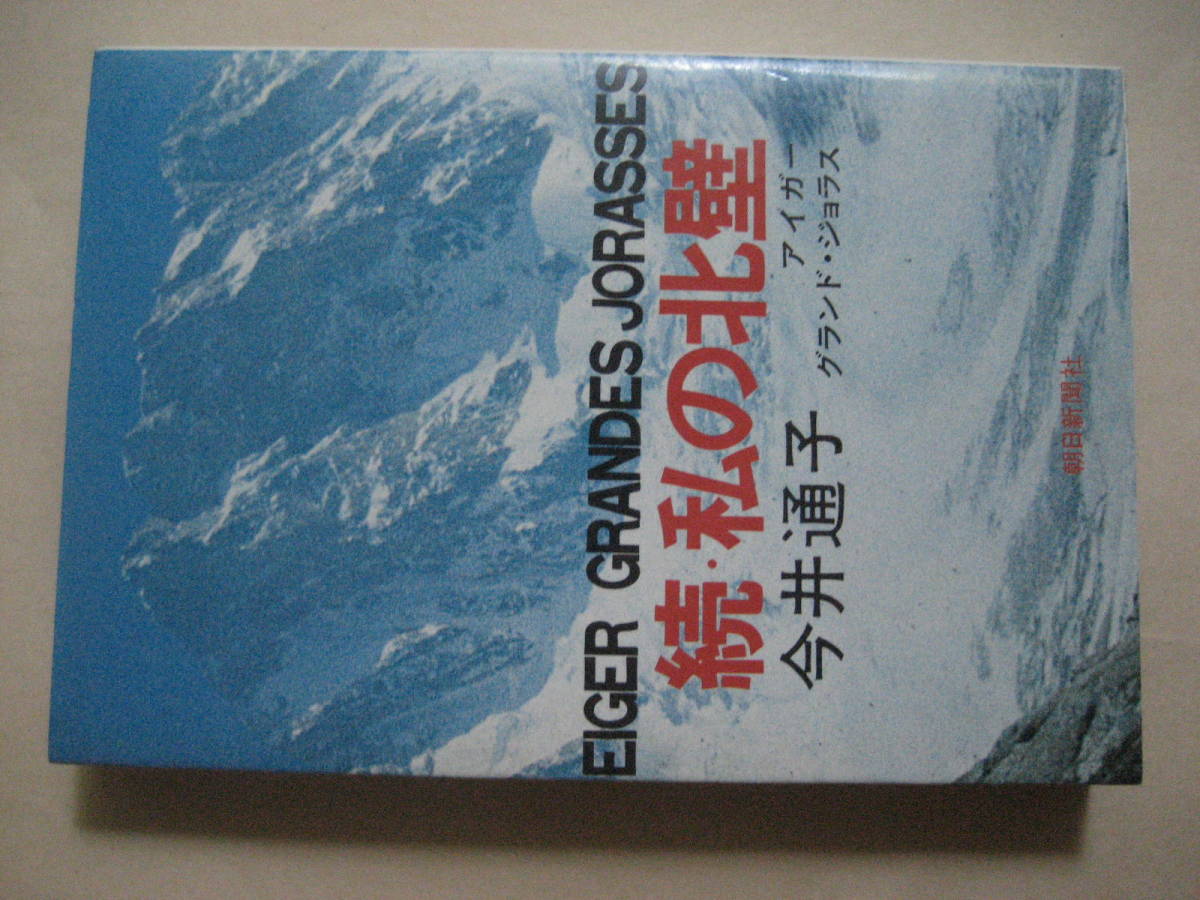 EIGER GRANDES JORASSES
続・私の北壁
アイガー
グランド・ジョラス
今井通子
朝日新聞社